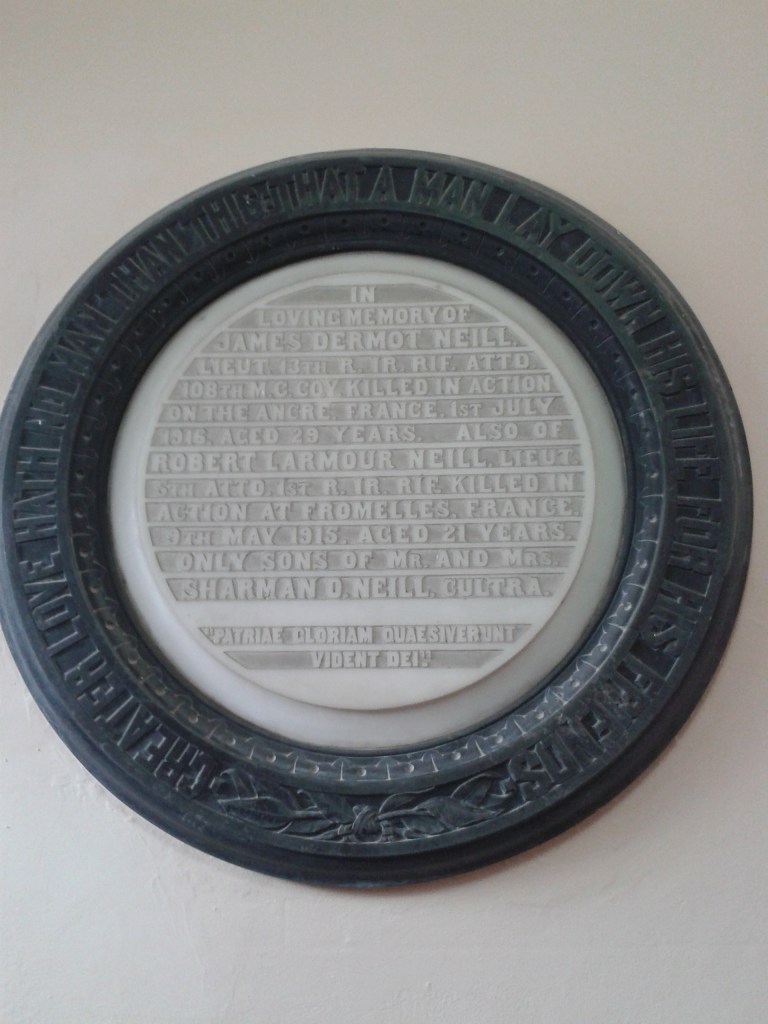 GREATER LOVE HATH NO MAN THAN THIS THAT A MAN LAY DOWN HIS LIFE FOR HIS FRIENDS
IN
LOVING MEMORY OF
JAMES DERMOT NEILL.
LIEUT. 13TH R. IR. RIF. ATTD.
108TH M.G. COY. KILLED IN ACTION
ON THE ANCRE, FRANCE, 1ST JULY
1916, AGED 29 YEARS. ALSO OF
ROBERT LARMOUR NEILL, LIEUT.
5TH ATTD. 1ST R. IR. RIF. KILLED IN
ACTION AT FROMELLES, FRANCE,
9TH MAY 1915, AGED 21 YEARS.
ONLY SONS OF MR. AND MRS.
SHARMAN D. NEILL, CULTRA.
"PATRIAE GLORIAM QUAESIVERUNT
VIDENT DEI."